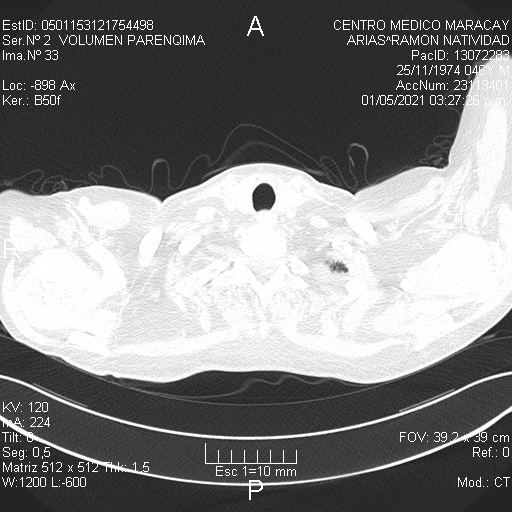 EstID: 0501153121754498
Ser.Nº 2 VOLUMEN PARENQIMA
Ima.Nº 33
Loc: -898 Ax
Ker.: B50f
A
CENTRO MEDICO MARACAY
ARIAS^RAMON NATIVIDAD
PacID: 13072283
25/11/1974 046Y M
AccNum: 23113401
01/05/2021 03:27:26 p.m.
R
L
KV: 120
mA: 224
Tilt: 0
Seg: 0,5
Matriz 512 x 512 Thk: 1.5
W:1200 L:-600
Esc 1=10 mm
P
FOV: 39.2 x 39 cm
Ref.: 0
Mod.: CT